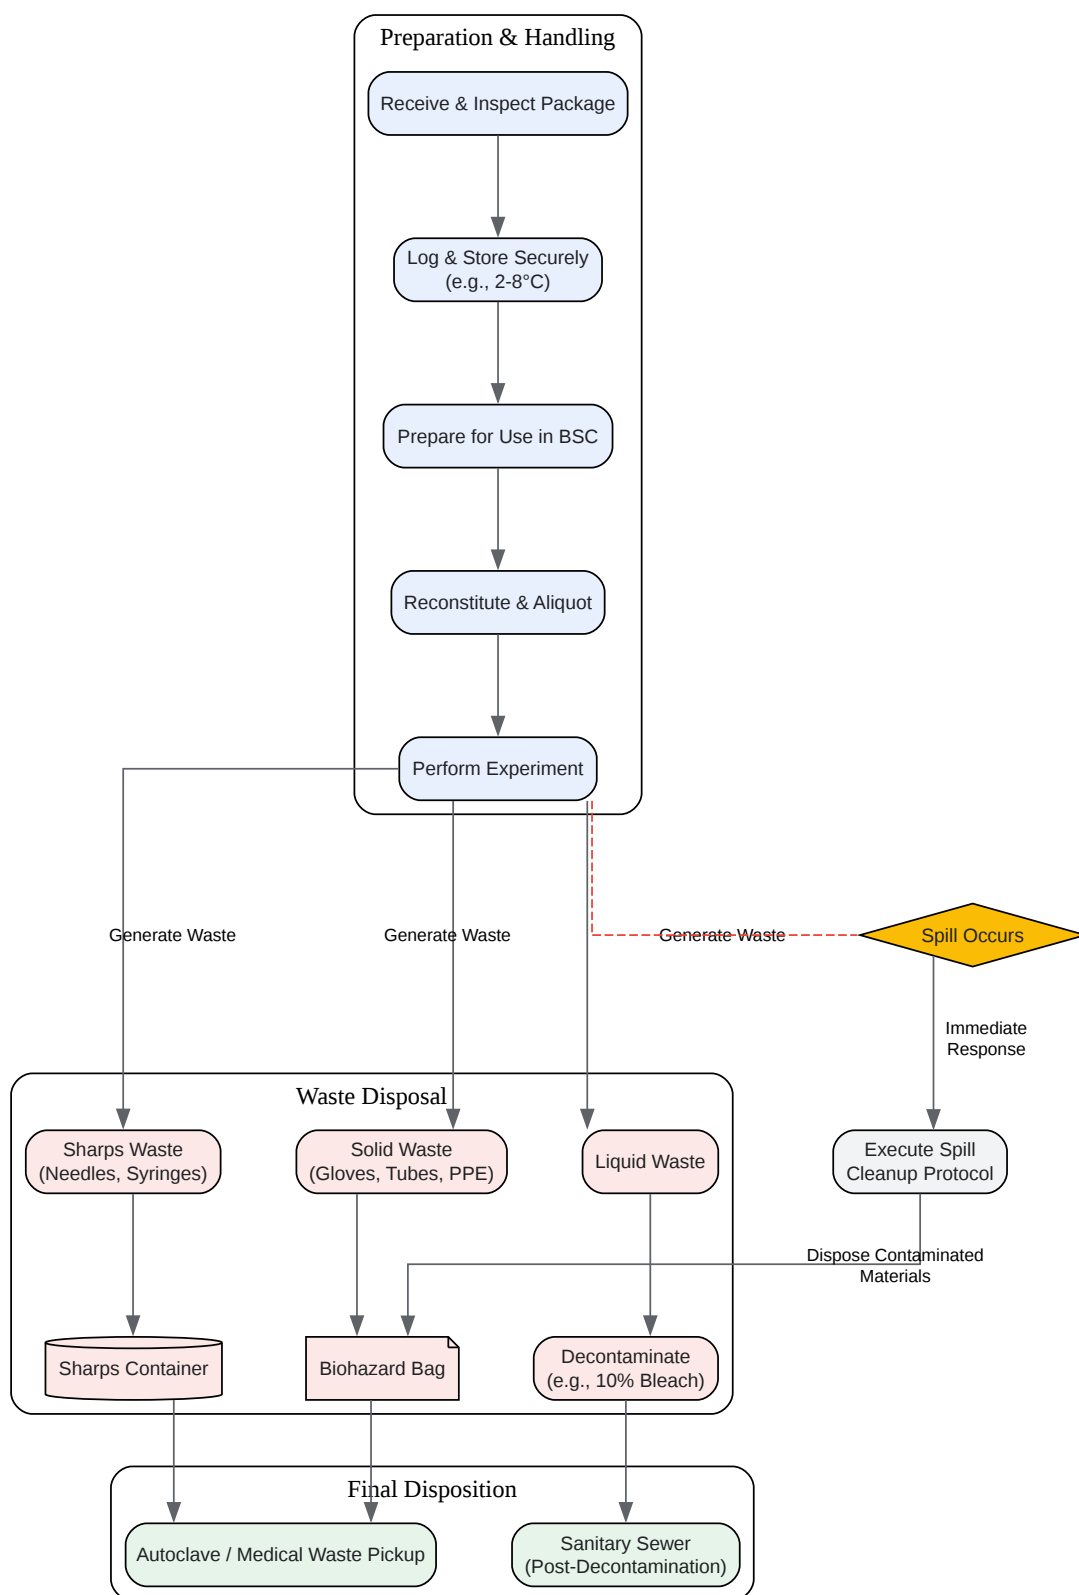 Preparation & Handling
Receive & Inspect Package
Log & Store Securely
(e.g., 2-8°C)
Prepare for Use in BSC
Reconstitute & Aliquot
Perform Experiment
Generate Waste
Generate Waste
Generate Waste
Spill Occurs
Immediate
Response
Waste Disposal
Sharps Waste
(Needles, Syringes)
Solid Waste
(Gloves, Tubes, PPE)
Liquid Waste
Execute Spill
Cleanup Protocol
Dispose Contaminated
Materials
Sharps Container
Biohazard Bag
Decontaminate
(e.g., 10% Bleach)
Final Disposition
Autoclave / Medical Waste Pickup
Sanitary Sewer
(Post-Decontamination)